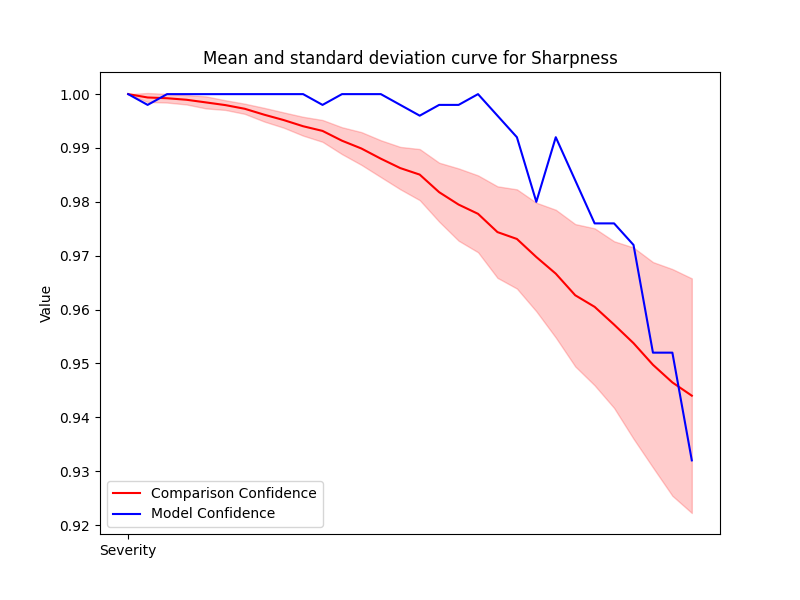 Mean and standard deviation curve for Sharpness
Value
1.00
0.99
0.98
0.97
0.96
0.95
0.94
0.93
0.92
Comparison Confidence
Model Confidence
Severity